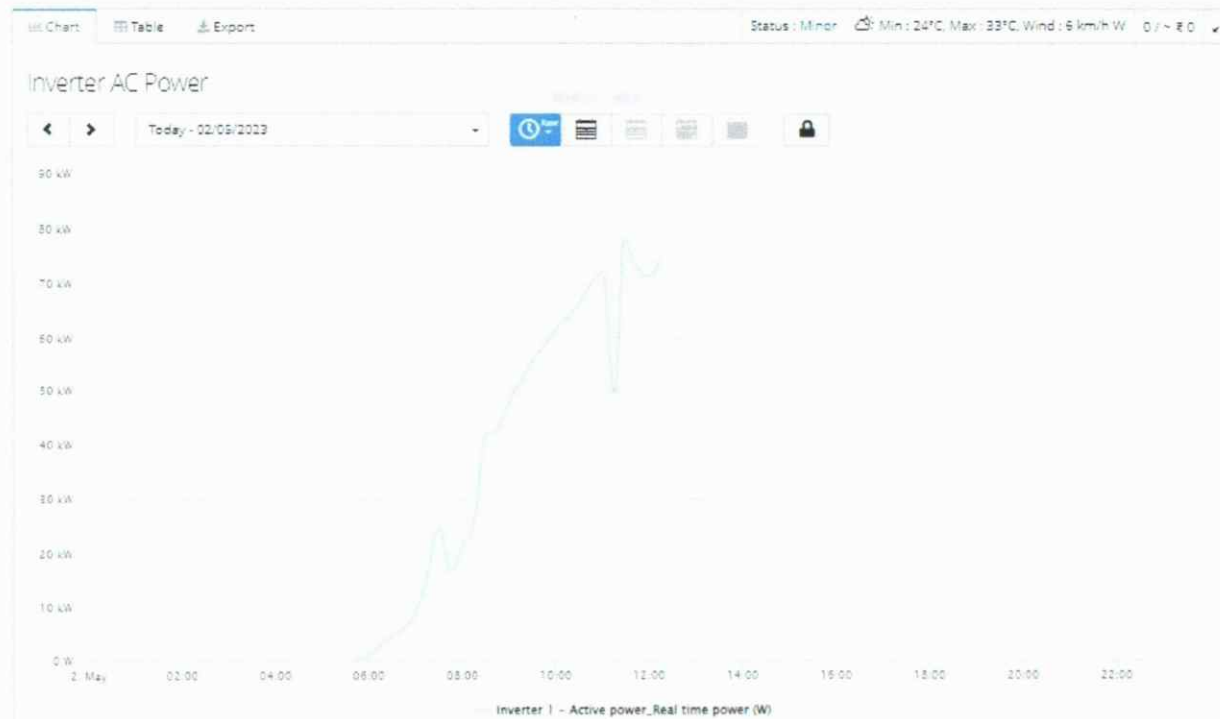 Chart Table Export Status : Minor Min : 24°C, Max : 33°C, Wind : 6 km/h W 0 / ~ ₹ 0
Inverter AC Power
Today - 02/05/2023
90 kW
80 kW
70 kW
60 kW
50 kW
40 kW
30 kW
20 kW
10 kW
0 W
2. May 02:00 04:00 06:00 08:00 10:00 12:00 14:00 16:00 18:00 20:00 22:00
Inverter 1 - Active power_Real time power (W)